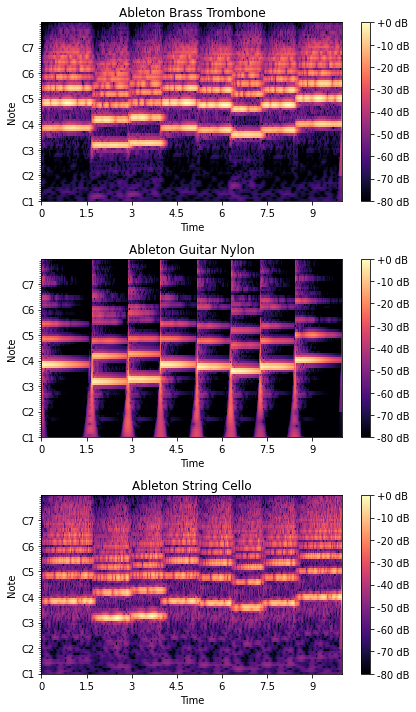 Ableton Brass Trombone
Note
C7
C6
C5
C4
C3
C2
C1
0 1.5 3 4.5 6 7.5 9
Time
+0 dB
-10 dB
-20 dB
-30 dB
-40 dB
-50 dB
-60 dB
-70 dB
-80 dB
Ableton Guitar Nylon
Note
C7
C6
C5
C4
C3
C2
C1
0 1.5 3 4.5 6 7.5 9
Time
+0 dB
-10 dB
-20 dB
-30 dB
-40 dB
-50 dB
-60 dB
-70 dB
-80 dB
Ableton String Cello
Note
C7
C6
C5
C4
C3
C2
C1
0 1.5 3 4.5 6 7.5 9
Time
+0 dB
-10 dB
-20 dB
-30 dB
-40 dB
-50 dB
-60 dB
-70 dB
-80 dB